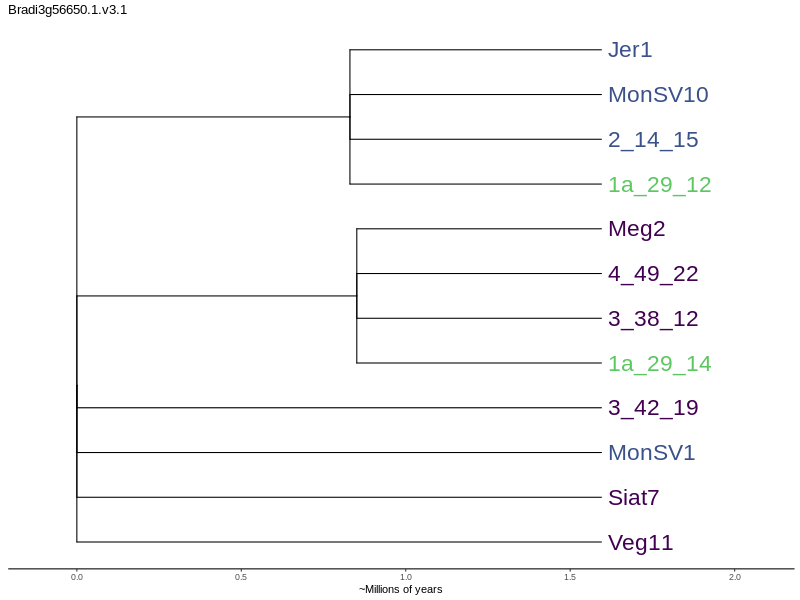 Bradi3g56650.1.v3.1
Jer1
MonSV10
2_14_15
1a_29_12
Meg2
4_49_22
3_38_12
1a_29_14
3_42_19
MonSV1
Siat7
Veg11
0.0 0.5 1.0 1.5 2.0
~Millions of years